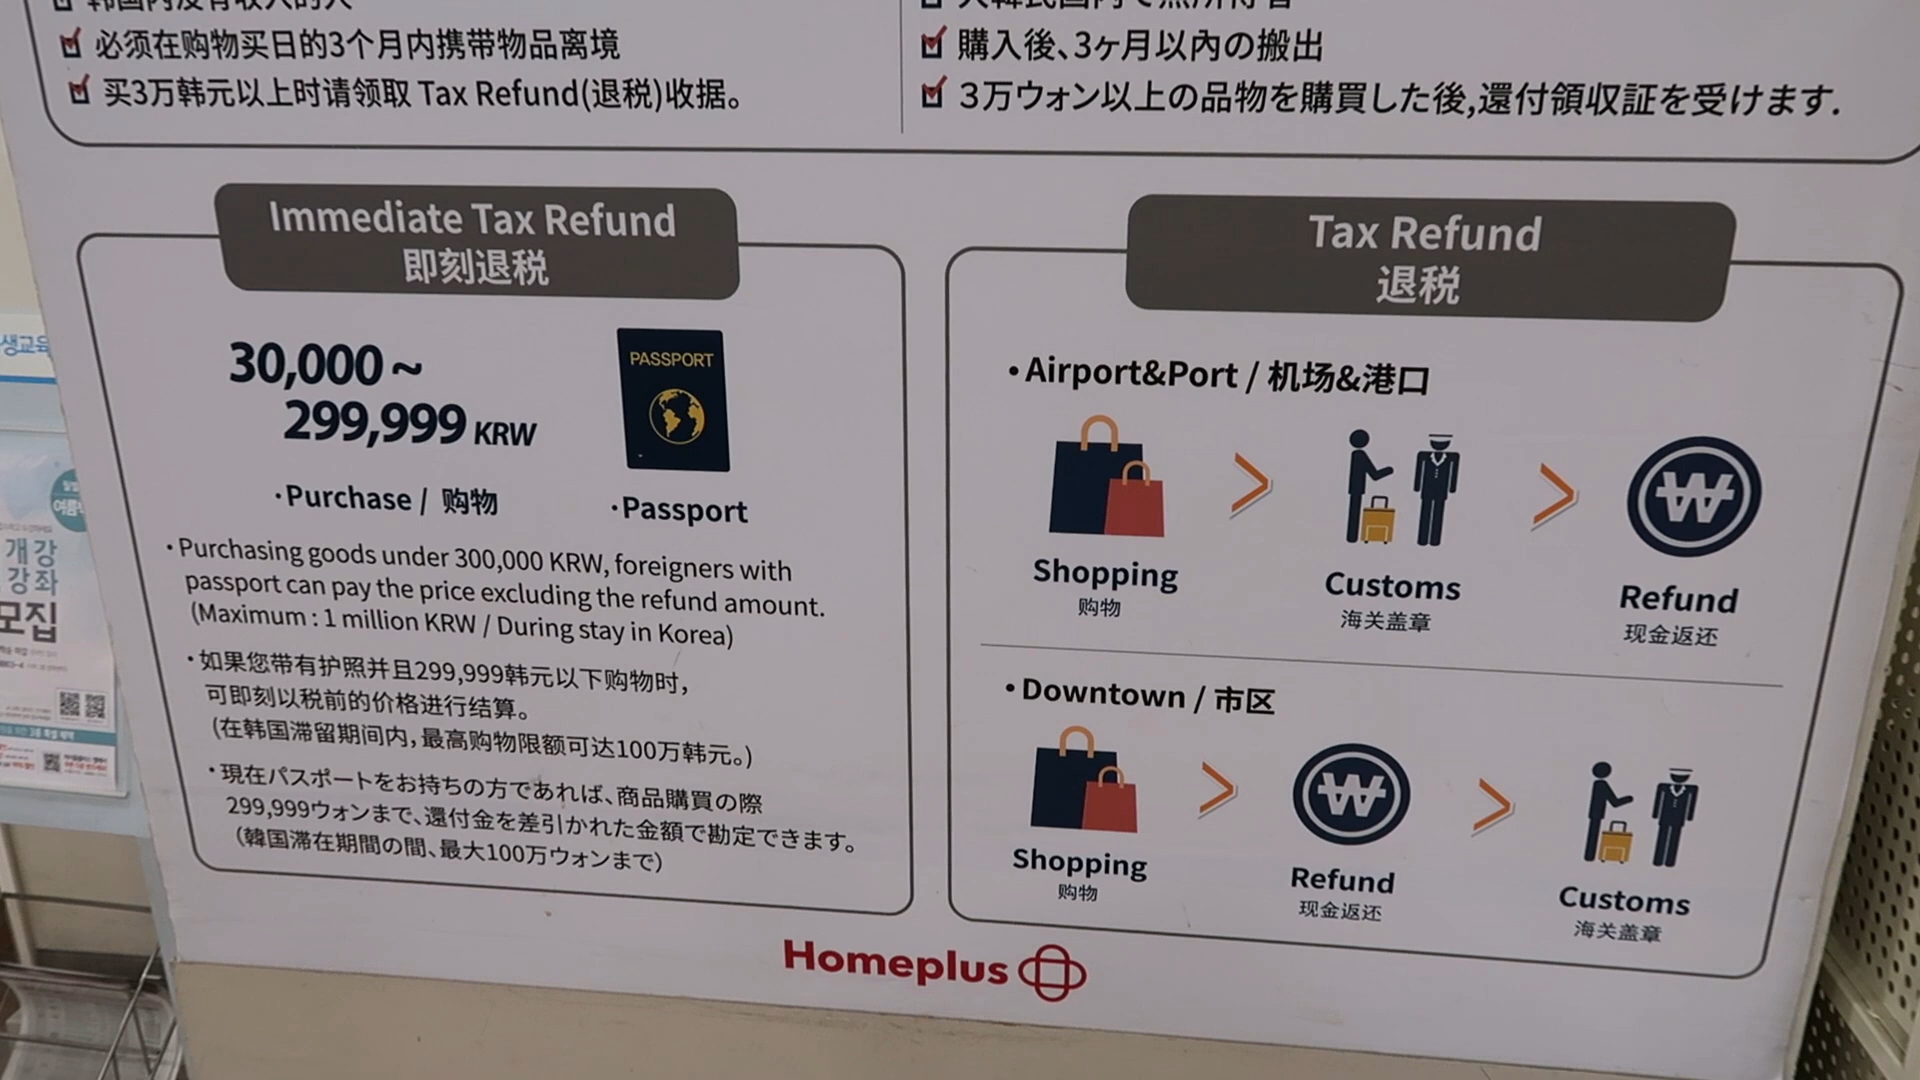 必须在购物买日的3个月内携带物品离境
买3万韩元以上时请领取 Tax Refund(退税)收据。
購入後、3ヶ月以內の搬出
3万ウォン以上の品物を購買した後,還付領収証を受けます.
Immediate Tax Refund
即刻退税
30,000~
299,999 KRW
PASSPORT
·Purchase / 购物
·Passport
·Purchasing goods under 300,000 KRW, foreigners with
passport can pay the price excluding the refund amount.
(Maximum : 1 million KRW / During stay in Korea)
·如果您带有护照并且299,999韩元以下购物时,
可即刻以税前的价格进行结算。
(在韩国滞留期间内,最高购物限额可达100万韩元。)
·現在パスポートをお持ちの方であれば、商品購買の際
299,999ウォンまで、還付金を差引かれた金額で勘定できます。
(韓国滞在期間の間、最大100万ウォンまで)
Tax Refund
退税
·Airport&Port / 机场&港口
Shopping
购物
Customs
海关盖章
Refund
现金返还
·Downtown / 市区
Shopping
购物
Refund
现金返还
Customs
海关盖章
Homeplus
생교육
개강
강좌
모집